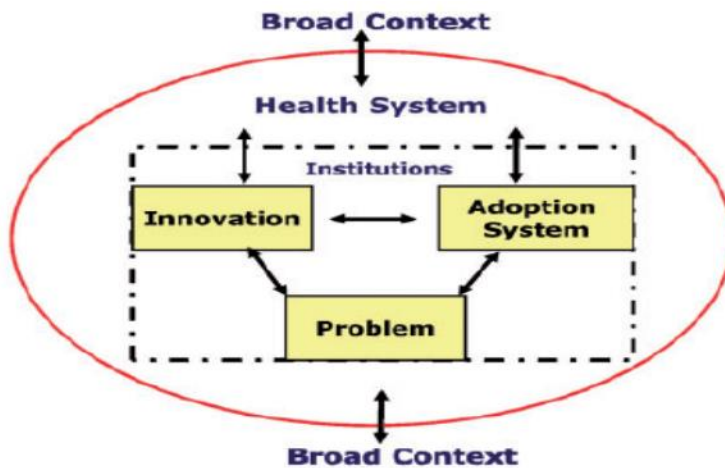 Broad Context
Health System
Institutions
Innovation
Adoption
System
Problem
Broad Context